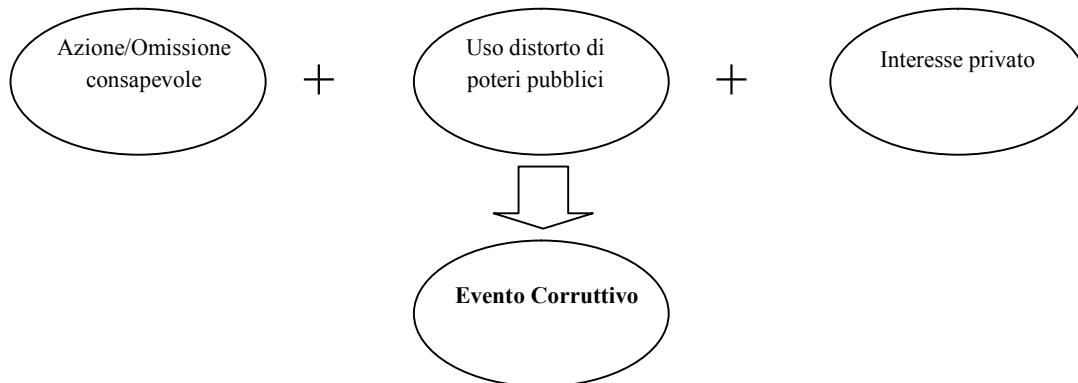 Azione/Omissione
consapevole
+
Uso distorto di
poteri pubblici
+
Interesse privato
Evento Corruttivo